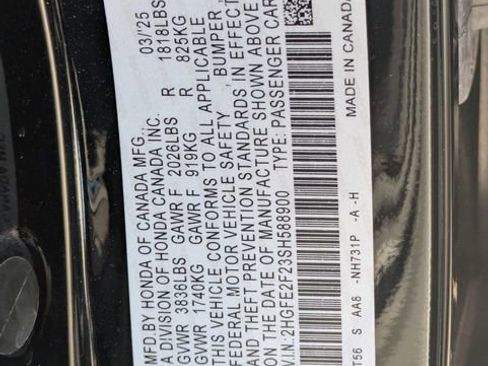 MFD.BY HONDA OF CANADA MFG., 03/'25
A DIVISION OF HONDA CANADA INC.
GVWR 3836LBS GAWR F 2026LBS R 1818LBS
GVWR 1740KG GAWR F 919KG R 825KG
THIS VEHICLE CONFORMS TO ALL APPLICABLE
FEDERAL MOTOR VEHICLE SAFETY , BUMPER ,
AND THEFT PREVENTION STANDARDS IN EFFECT
ON THE DATE OF MANUFACTURE SHOWN ABOVE
V.I.N.:2HGFE2F23SH588900 TYPE: PASSENGER CAR
T56 S AA8 -NH731P -A -H MADE IN CANADA